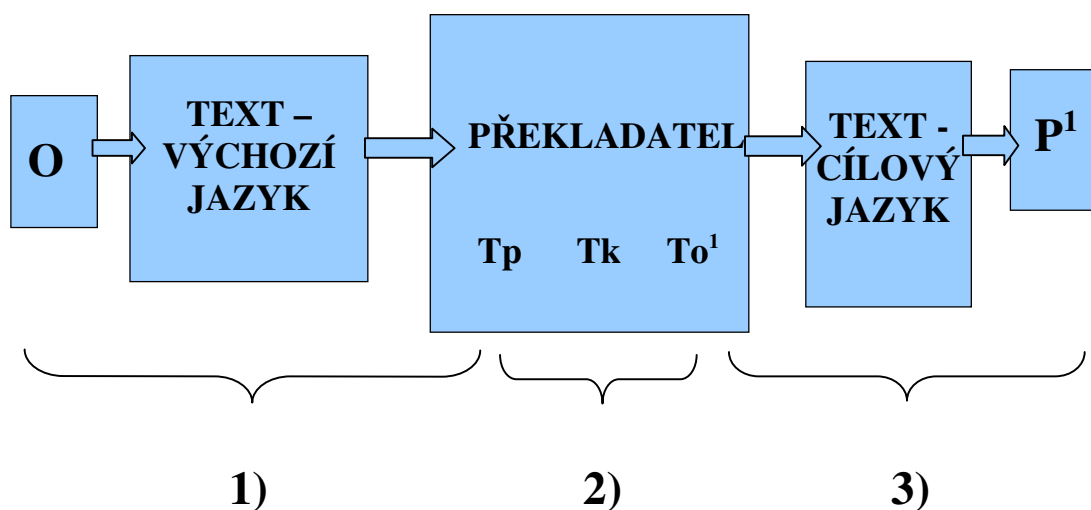 O
TEXT –
VÝCHOZÍ
JAZYK
PŘEKLADATEL
Tp Tk To¹
TEXT -
CÍLOVÝ
JAZYK
P¹
1) 2) 3)